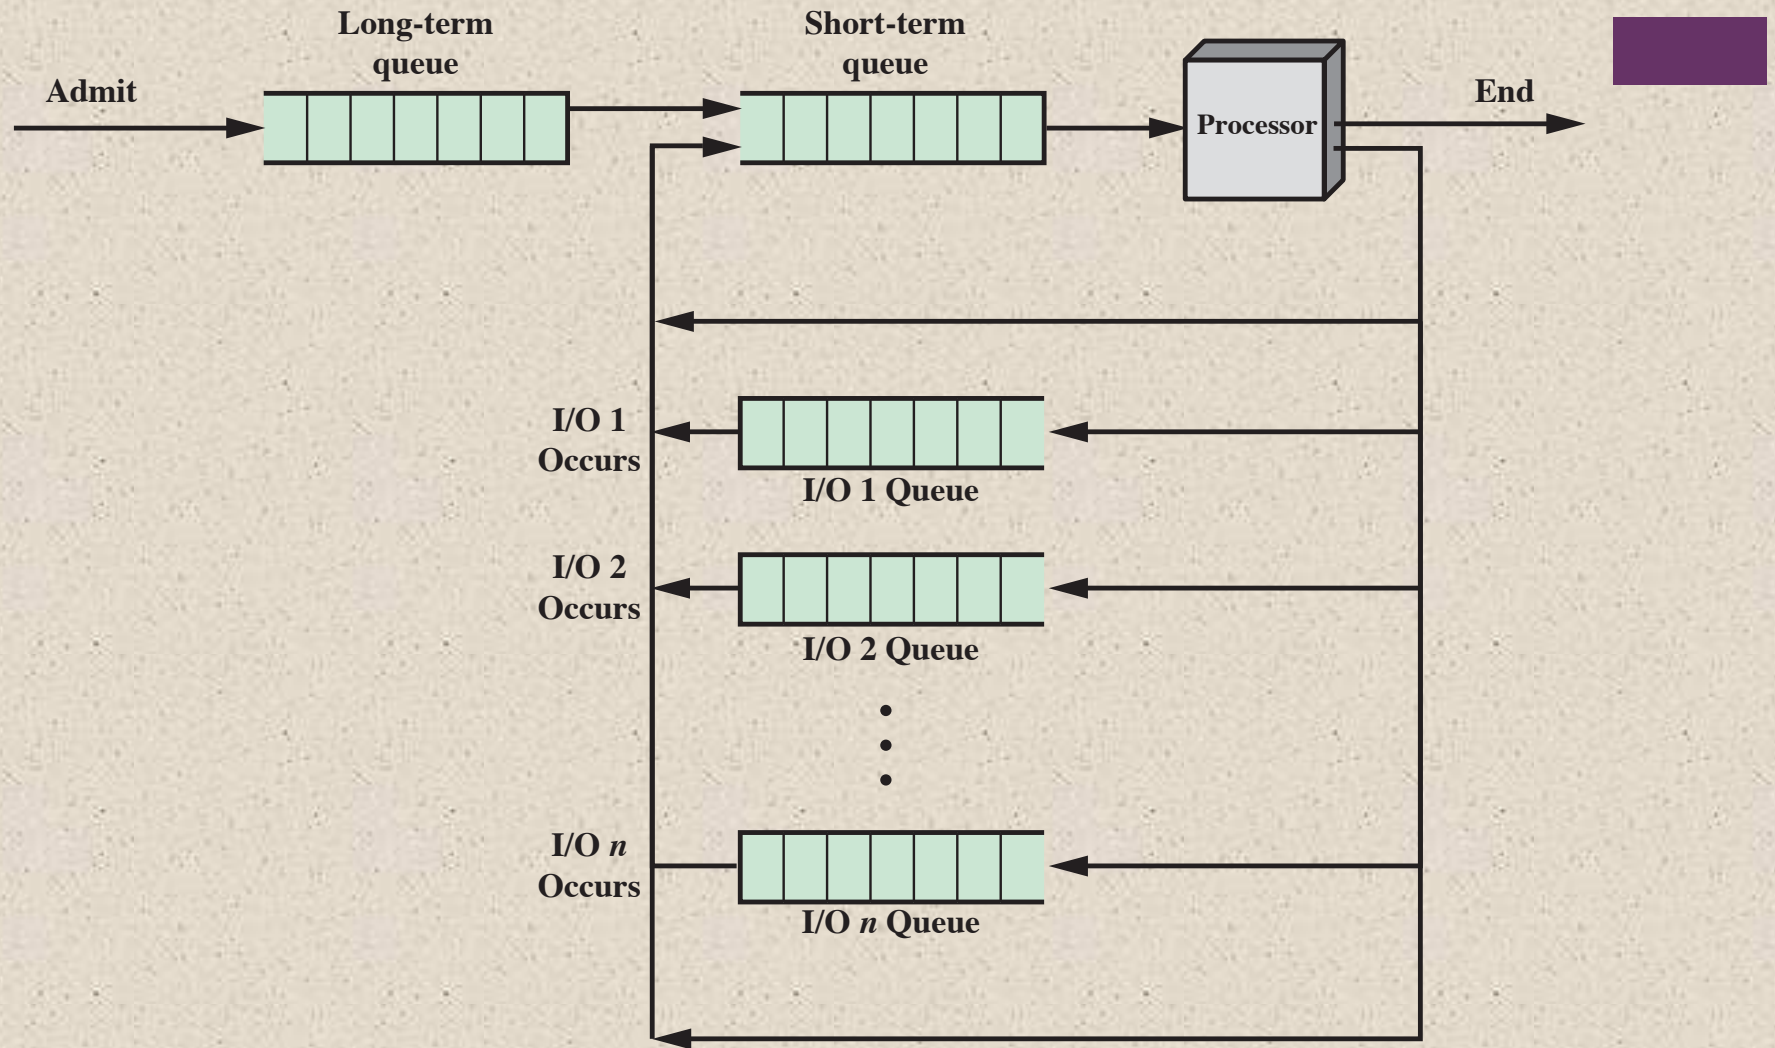 Long-term
queue
Short-term
queue
Admit
End
Processor
I/O 1
Occurs
I/O 1 Queue
I/O 2
Occurs
I/O 2 Queue
I/O n
Occurs
I/O n Queue